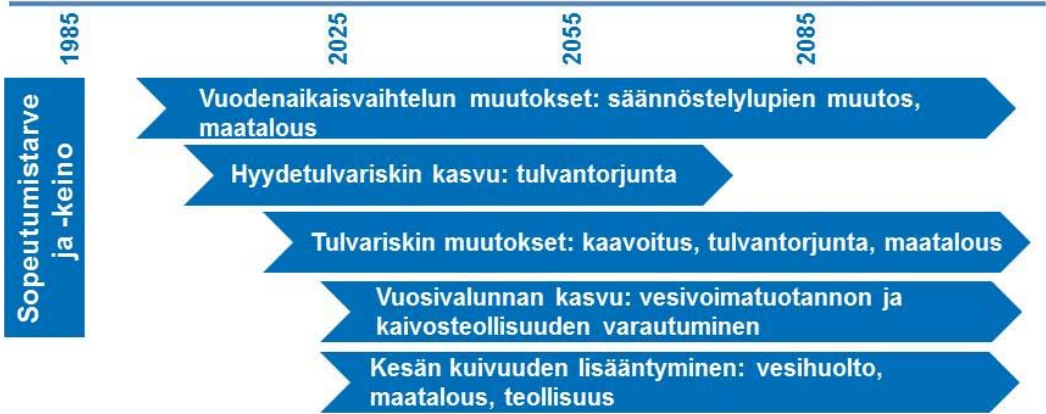 1985
2025
2055
2085
Sopeutumistarve
ja -keino
Vuodenaikaisvaihtelun muutokset: säännöstelylupien muutos,
maatalous
Hyydetulvariskin kasvu: tulvantorjunta
Tulvariskin muutokset: kaavoitus, tulvantorjunta, maatalous
Vuosivalunnan kasvu: vesivoimatuotannon ja
kaivosteollisuuden varautuminen
Kesän kuivuuden lisääntyminen: vesihuolto,
maatalous, teollisuus